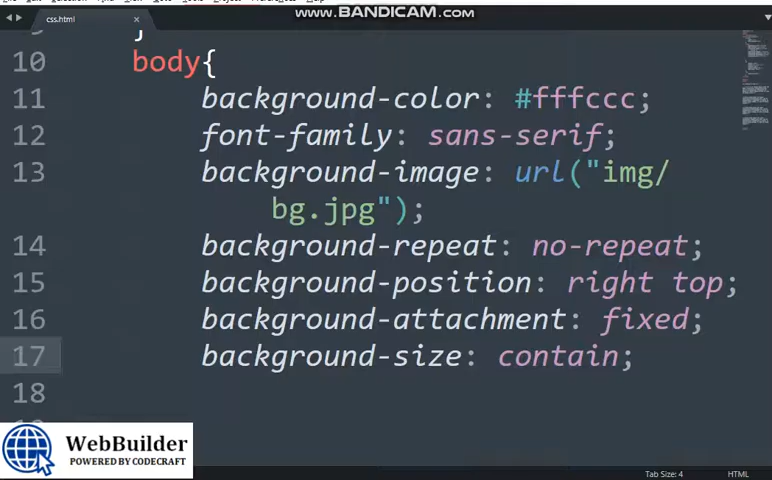 www.BANDICAM.com
css.html
}
10 body{
11 background-color: #fffccc;
12 font-family: sans-serif;
13 background-image: url("img/
bg.jpg");
14 background-repeat: no-repeat;
15 background-position: right top;
16 background-attachment: fixed;
17 background-size: contain;
18
WebBuilder
POWERED BY CODECRAFT
Tab Size: 4 HTML